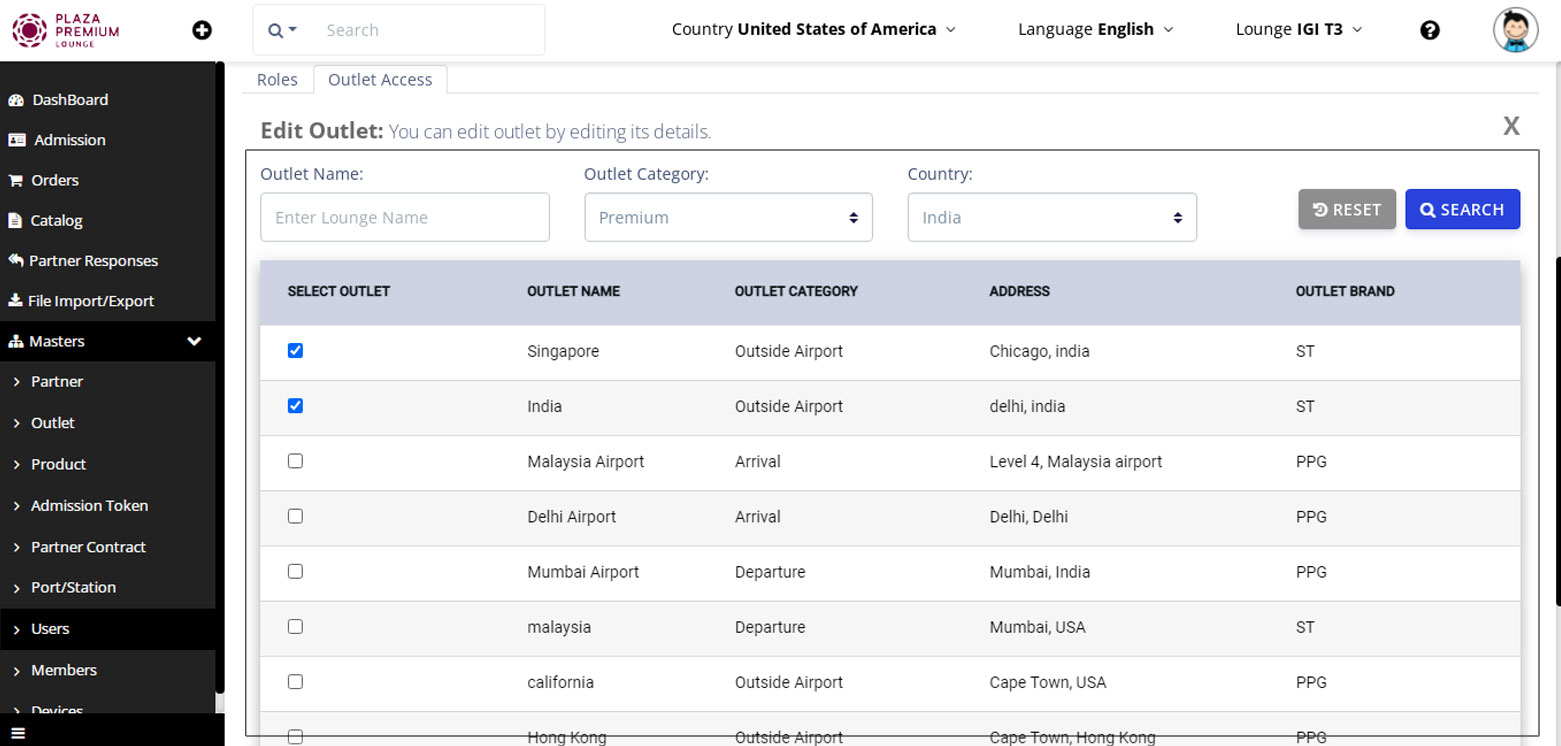 PLAZA
PREMIUM
LOUNGE
Search
Country United States of America
Language English
Lounge IGI T3
DashBoard
Admission
Orders
Catalog
Partner Responses
File Import/Export
Masters
Partner
Outlet
Product
Admission Token
Partner Contract
Port/Station
Users
Members
Devices
Roles
Outlet Access
Edit Outlet: You can edit outlet by editing its details.
X
Outlet Name:
Outlet Category:
Country:
Enter Lounge Name
Premium
India
RESET
SEARCH
SELECT OUTLET OUTLET NAME OUTLET CATEGORY ADDRESS OUTLET BRAND
Singapore Outside Airport Chicago, india ST
India Outside Airport delhi, india ST
Malaysia Airport Arrival Level 4, Malaysia airport PPG
Delhi Airport Arrival Delhi, Delhi PPG
Mumbai Airport Departure Mumbai, India PPG
malaysia Departure Mumbai, USA ST
california Outside Airport Cape Town, USA PPG
Hong Kong Outside Airport Cape Town, Hong Kong PPG